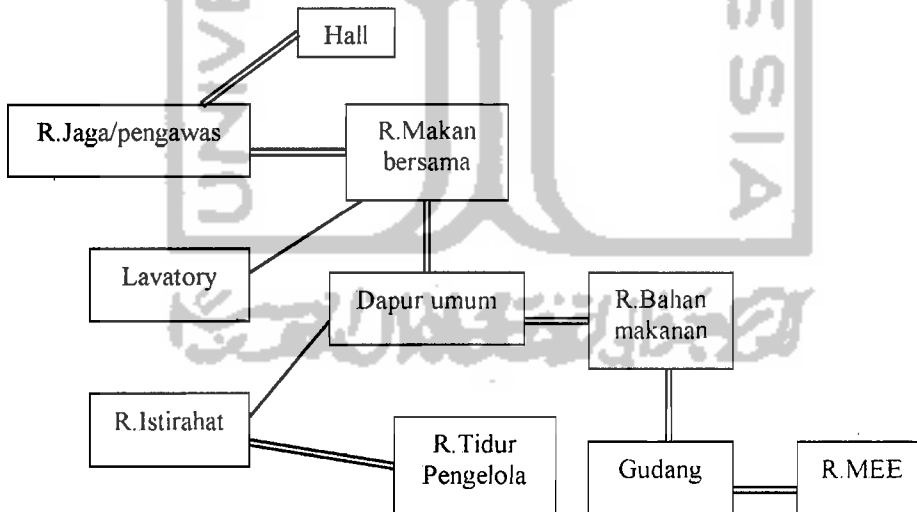 Hall
R.Jaga/pengawas
R.Makan
bersama
Lavatory
Dapur umum
R.Bahan
makanan
R.Istirahat
R.Tidur
Pengelola
Gudang
R.MEE